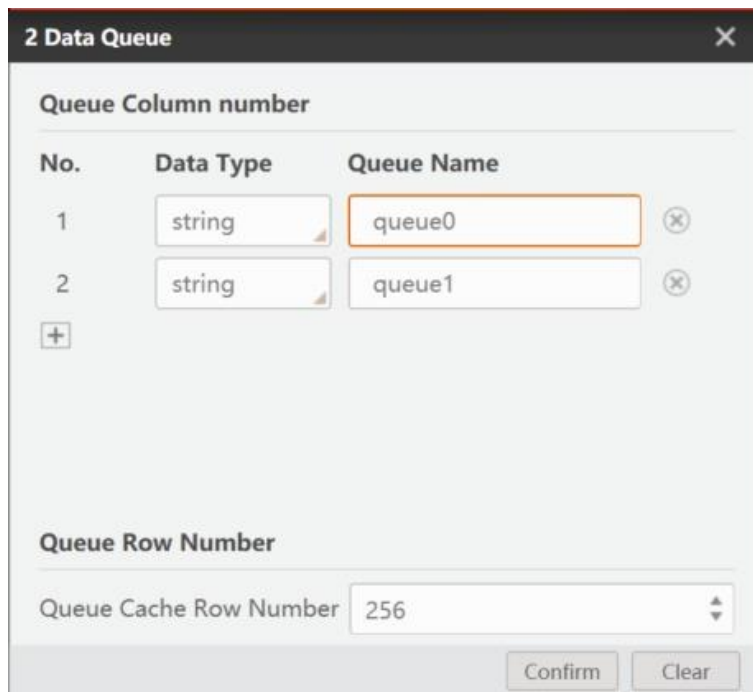 2 Data Queue
Queue Column number
No. Data Type Queue Name
1 string queue0
2 string queue1
Queue Row Number
Queue Cache Row Number 256
Confirm Clear